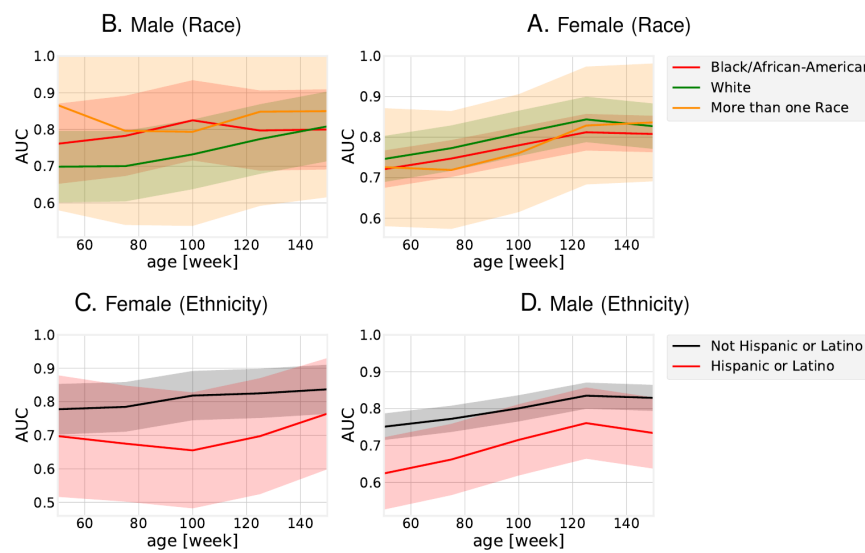 B. Male (Race)
A. Female (Race)
1.0
0.9
0.8
0.7
0.6
AUC
60 80 100 120 140
age [week]
1.0
0.9
0.8
0.7
0.6
AUC
60 80 100 120 140
age [week]
Black/African-American
White
More than one Race
C. Female (Ethnicity)
D. Male (Ethnicity)
1.0
0.9
0.8
0.7
0.6
0.5
AUC
60 80 100 120 140
age [week]
1.0
0.9
0.8
0.7
0.6
AUC
60 80 100 120 140
age [week]
Not Hispanic or Latino
Hispanic or Latino